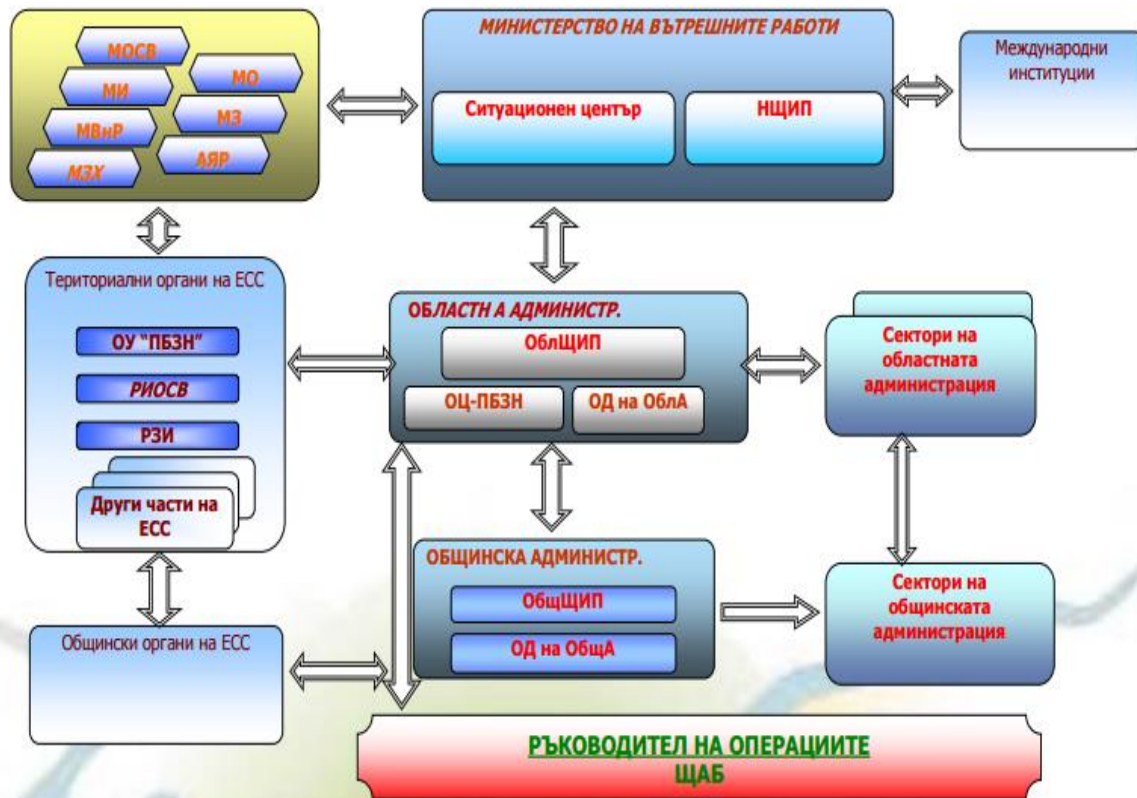 МОСВ
МО
МИ
МЗ
МВнР
АЯР
МЗХ
МИНИСТЕРСТВО НА ВЪТРЕШНИТЕ РАБОТИ
Ситуационен център
НЩИП
Международни
институции
Териториални органи на ЕСС
ОУ "ПБЗН"
РИОСВ
РЗИ
Други части на
ЕСС
ОБЛАСТН А АДМИНИСТР.
ОблЩИП
ОЦ-ПБЗН
ОД на ОблА
Сектори на
областната
администрация
ОБЩИНСКА АДМИНИСТР.
ОбщЩИП
ОД на ОбщА
Сектори на
общинската
администрация
Общински органи на ЕСС
РЪКОВОДИТЕЛ НА ОПЕРАЦИИТЕ
ЩАБ